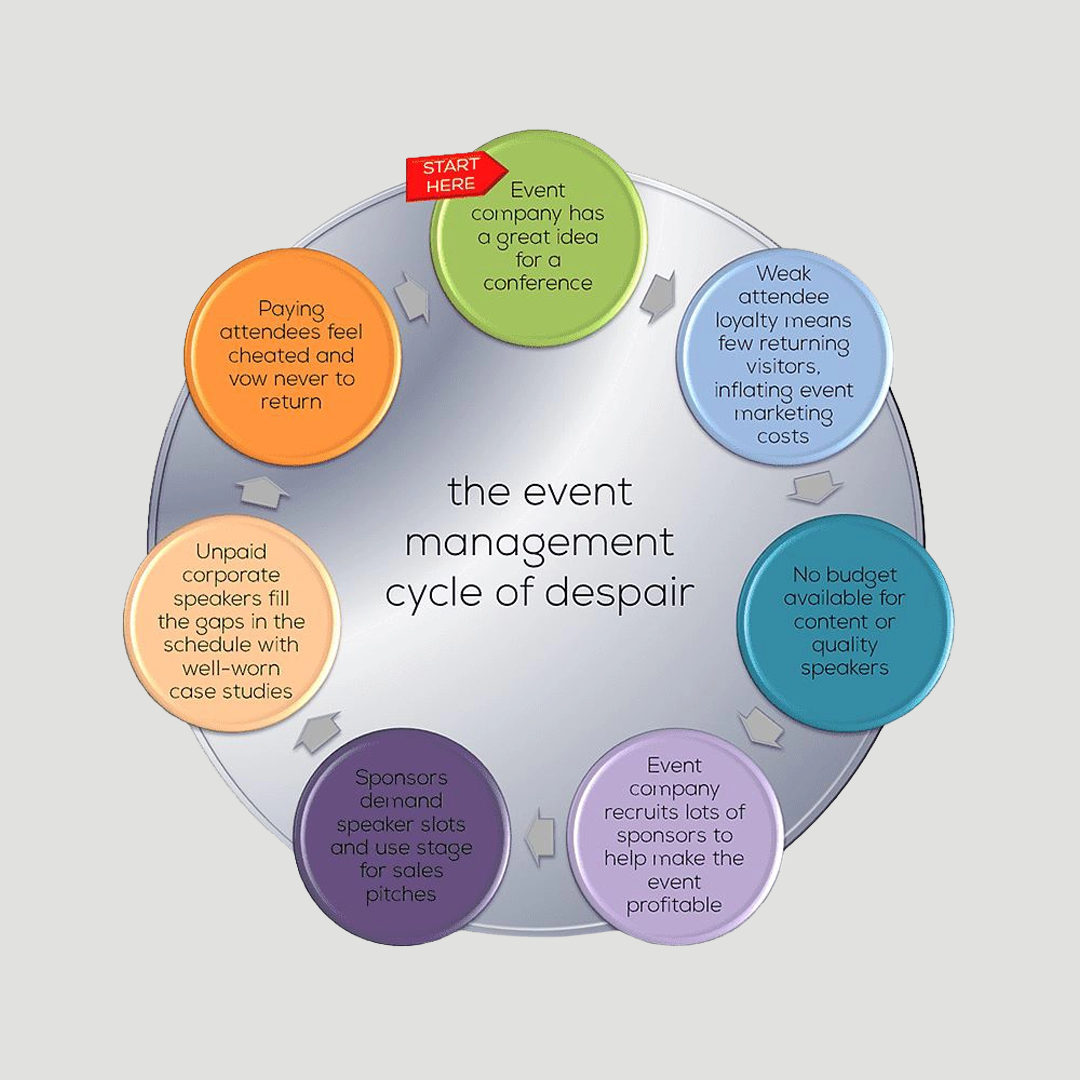 START
HERE
Event
company has
a great idea
for a
conference
Weak
attendee
loyalty means
few returning
visitors,
inflating event
marketing
costs
No budget
available for
content or
quality
speakers
Event
company
recruits lots of
sponsors to
help make the
event
profitable
Sponsors
demand
speaker slots
and use stage
for sales
pitches
Unpaid
corporate
speakers fill
the gaps in the
schedule with
well-worn
case studies
Paying
attendees feel
cheated and
vow never to
return
the event
management
cycle of despair